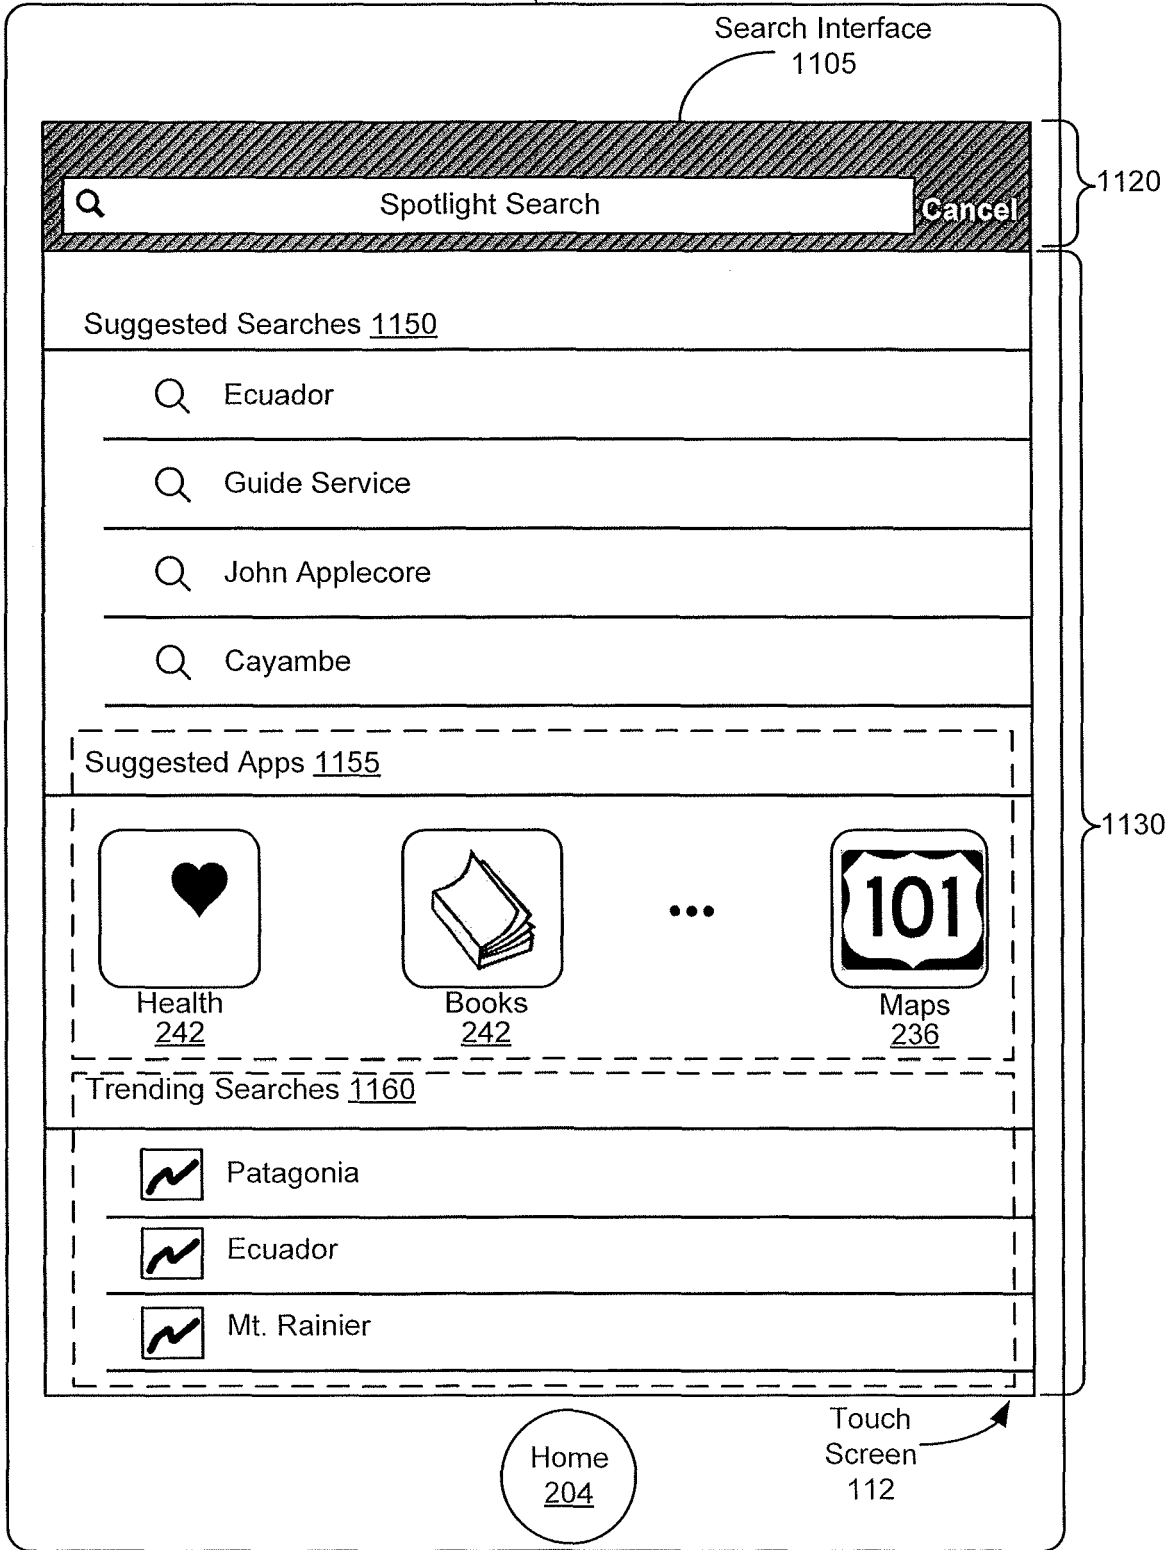 Search Interface
1105
1120
Spotlight Search
Cancel
Suggested Searches 1150
Ecuador
Guide Service
John Applecore
Cayambe
Suggested Apps 1155
1130
101
Health
242
Books
242
Maps
236
Trending Searches 1160
Patagonia
Ecuador
Mt. Rainier
Touch
Screen
112
Home
204